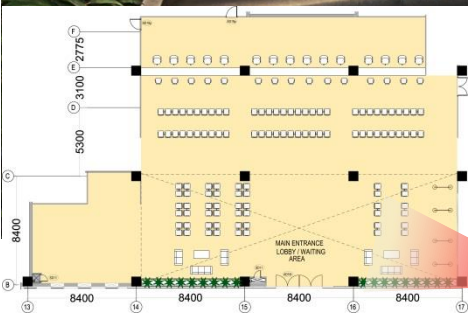 F
2775
E
3100
D
5300
C
8400
MAIN ENTRANCE
LOBBY / WAITING
AREA
B
8400
8400
8400
8400
13
14
15
16
17